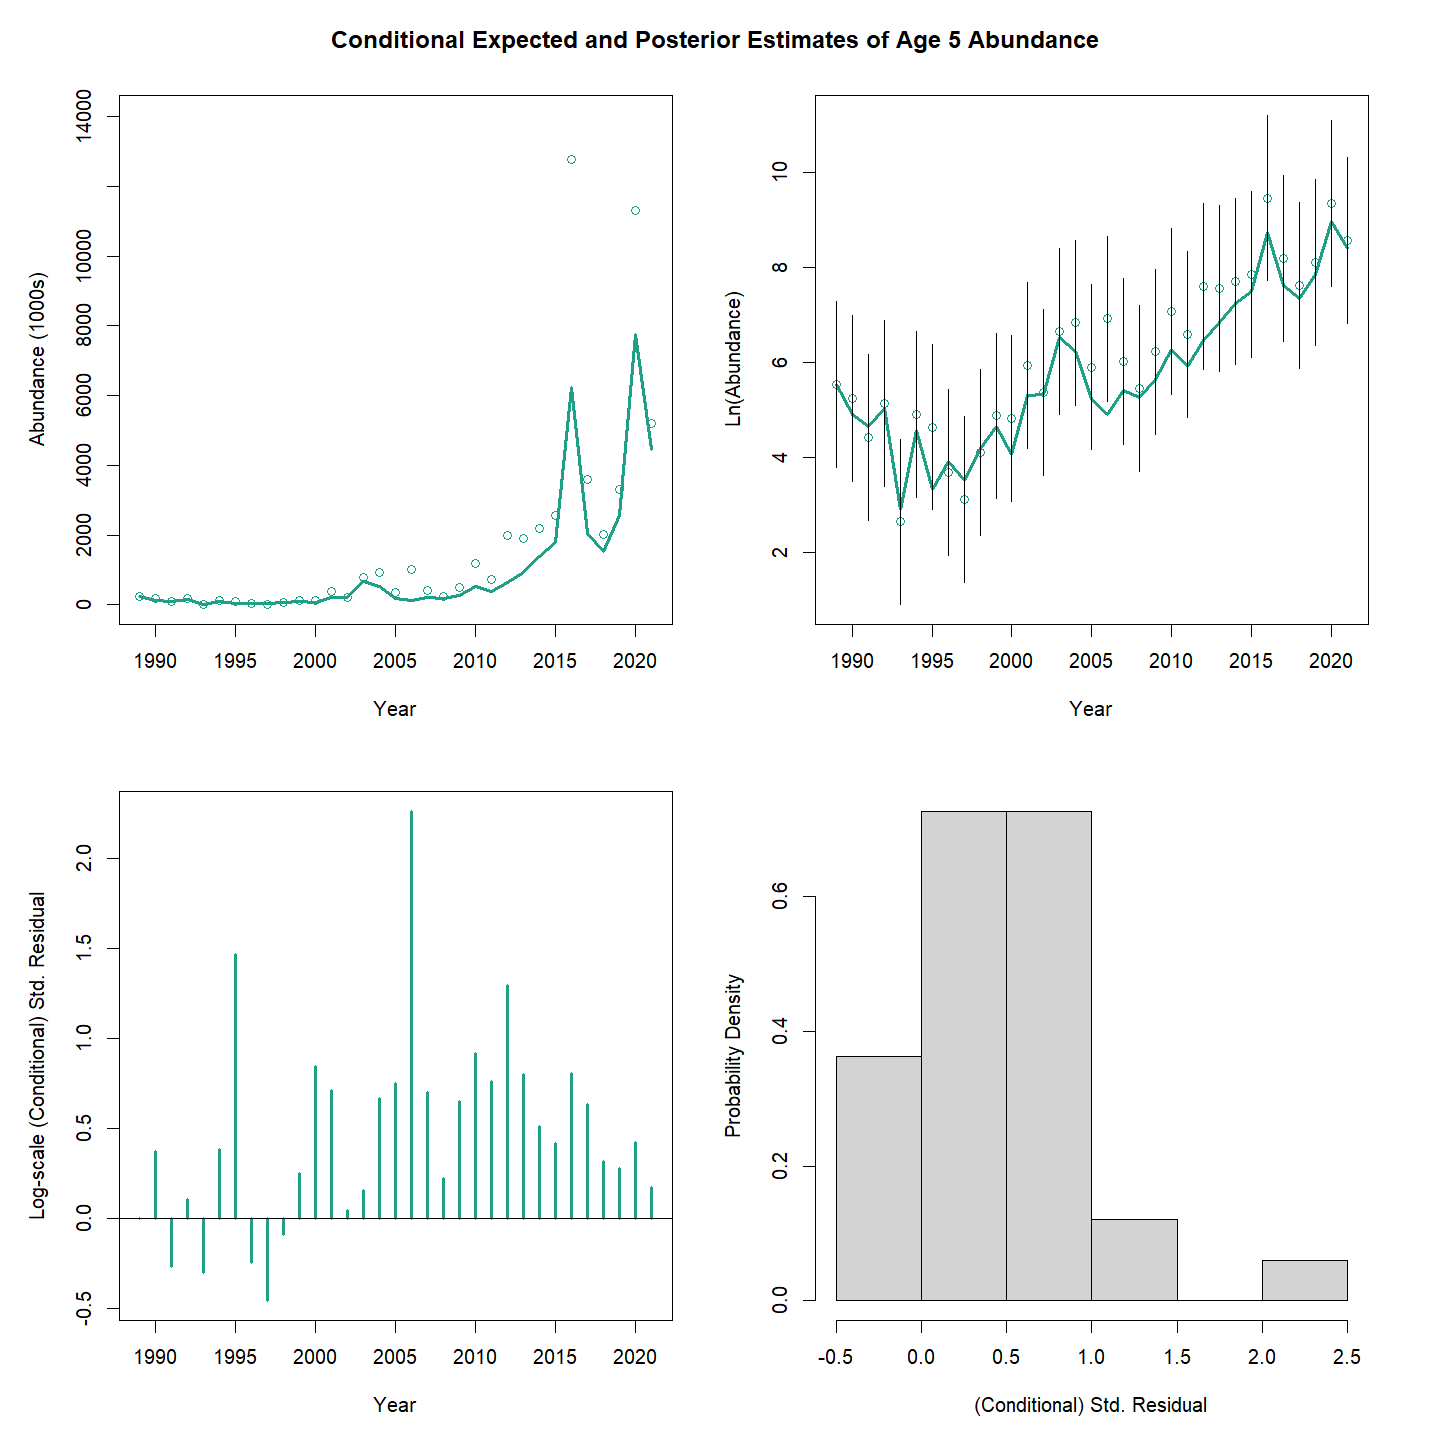 Conditional Expected and Posterior Estimates of Age 5 Abundance
Abundance (1000s)
14000
10000
8000
6000
4000
2000
0
1990 1995 2000 2005 2010 2015 2020
Year
Ln(Abundance)
10
8
6
4
2
1990 1995 2000 2005 2010 2015 2020
Year
Log-scale (Conditional) Std. Residual
2.0
1.5
1.0
0.5
0.0
-0.5
1990 1995 2000 2005 2010 2015 2020
Year
Probability Density
0.6
0.4
0.2
0.0
-0.5 0.0 0.5 1.0 1.5 2.0 2.5
(Conditional) Std. Residual